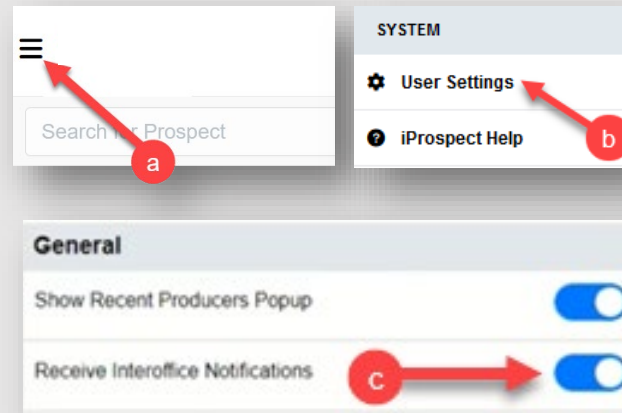 Search for Prospect
a
SYSTEM
User Settings
b
iProspect Help
General
Show Recent Producers Popup
Receive Interoffice Notifications
c